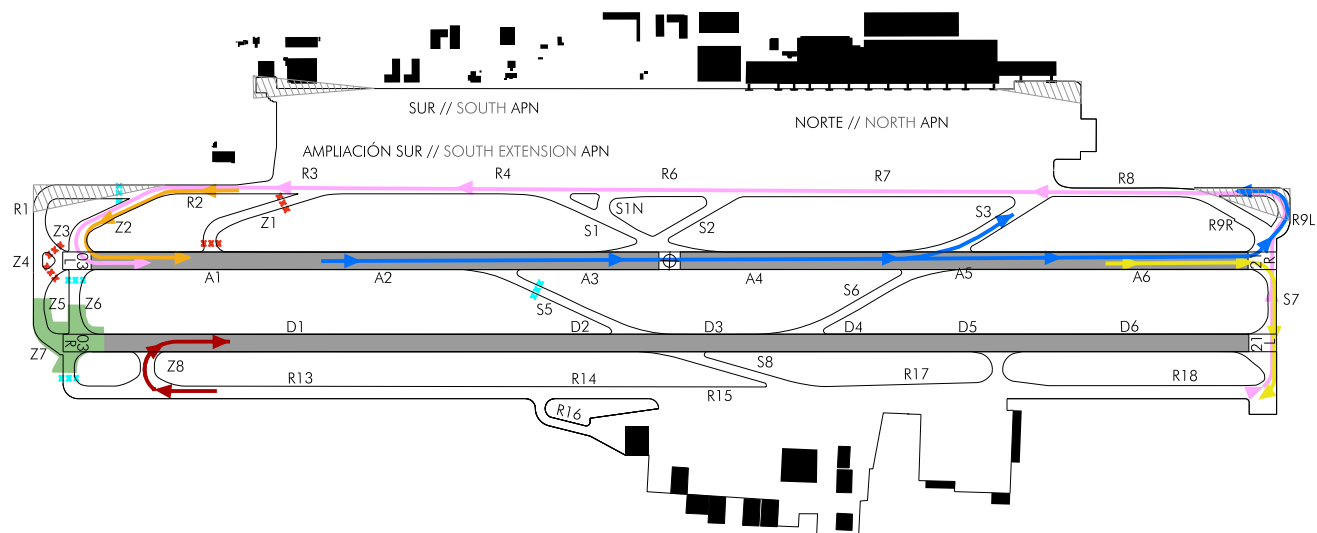 SUR // SOUTH APN
NORTE // NORTH APN
AMPLIACIÓN SUR // SOUTH EXTENSION APN
R3
R4
R6
R7
R8
R1
R2
Z1
Z2
Z3
S1N
S1
S2
S3
R9R
R9L
Z4
03
L
21
R
A1
A2
A3
A4
A5
A6
Z5
Z6
S5
S6
S7
D1
D2
D3
D4
D5
D6
Z7
03
R
21
L
Z8
S8
R13
R14
R15
R17
R18
R16